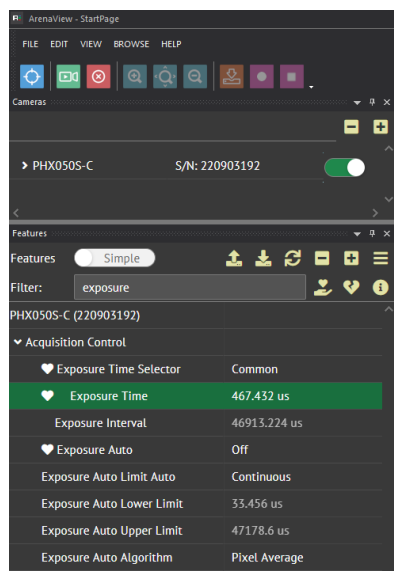 ArenaView - StartPage
FILE EDIT VIEW BROWSE HELP
Cameras
PHX050S-C S/N: 220903192
Features
Features Simple
Filter: exposure
PHX050S-C (220903192)
Acquisition Control
Exposure Time Selector Common
Exposure Time 467.432 us
Exposure Interval 46913.224 us
Exposure Auto Off
Exposure Auto Limit Auto Continuous
Exposure Auto Lower Limit 33.456 us
Exposure Auto Upper Limit 47178.6 us
Exposure Auto Algorithm Pixel Average